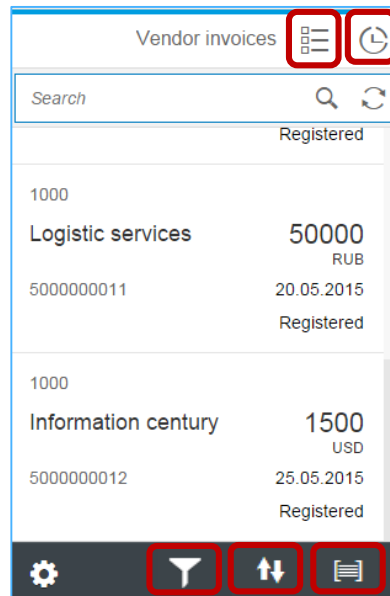 Vendor invoices
Search
Registered
1000
Logistic services 50000
RUB
5000000011 20.05.2015
Registered
1000
Information century 1500
USD
5000000012 25.05.2015
Registered